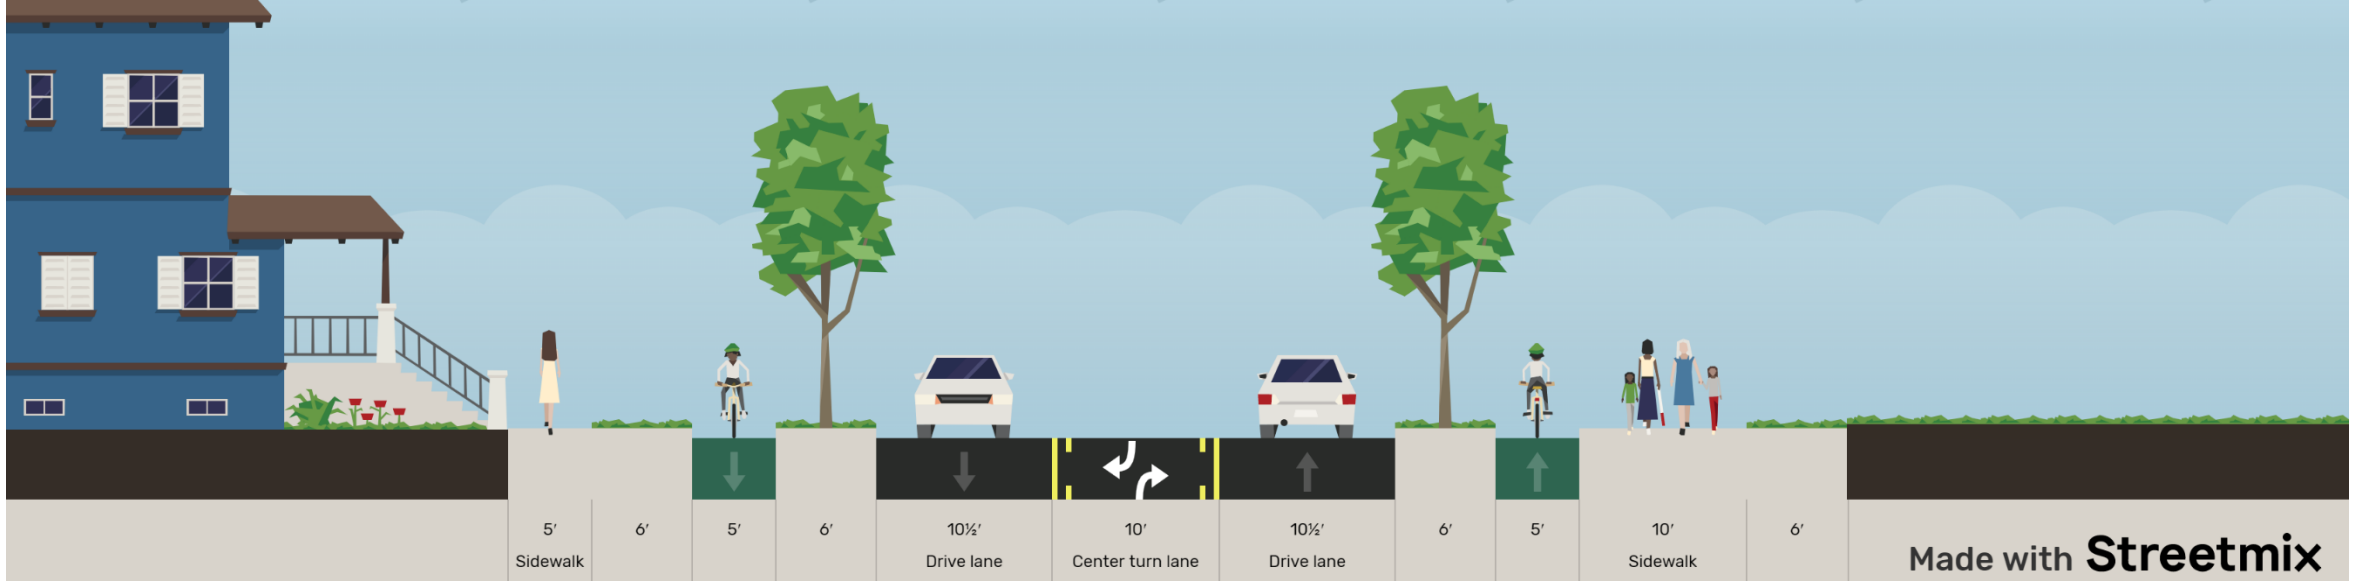 5′ 6′ 5′ 6′ 10½′ 10′ 10½′ 6′ 5′ 10′ 6′
Sidewalk Drive lane Center turn lane Drive lane Sidewalk
Made with Streetmix